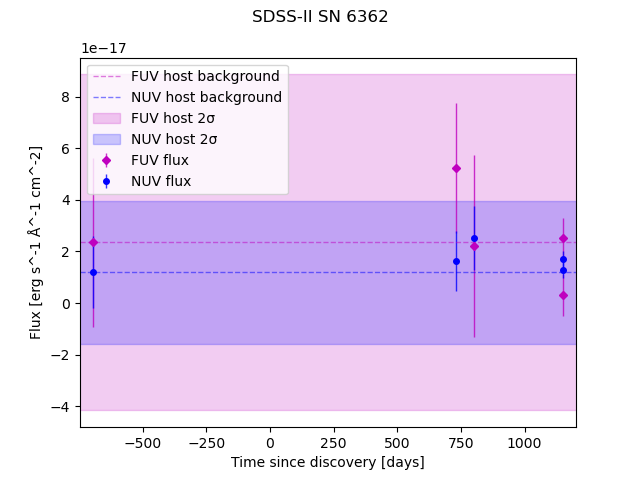 SDSS-II SN 6362
1e−17
FUV host background
NUV host background
FUV host 2σ
NUV host 2σ
FUV flux
NUV flux
8
6
4
2
0
−2
−4
Flux [erg s^-1 Å^-1 cm^-2]
−500 −250 0 250 500 750 1000
Time since discovery [days]